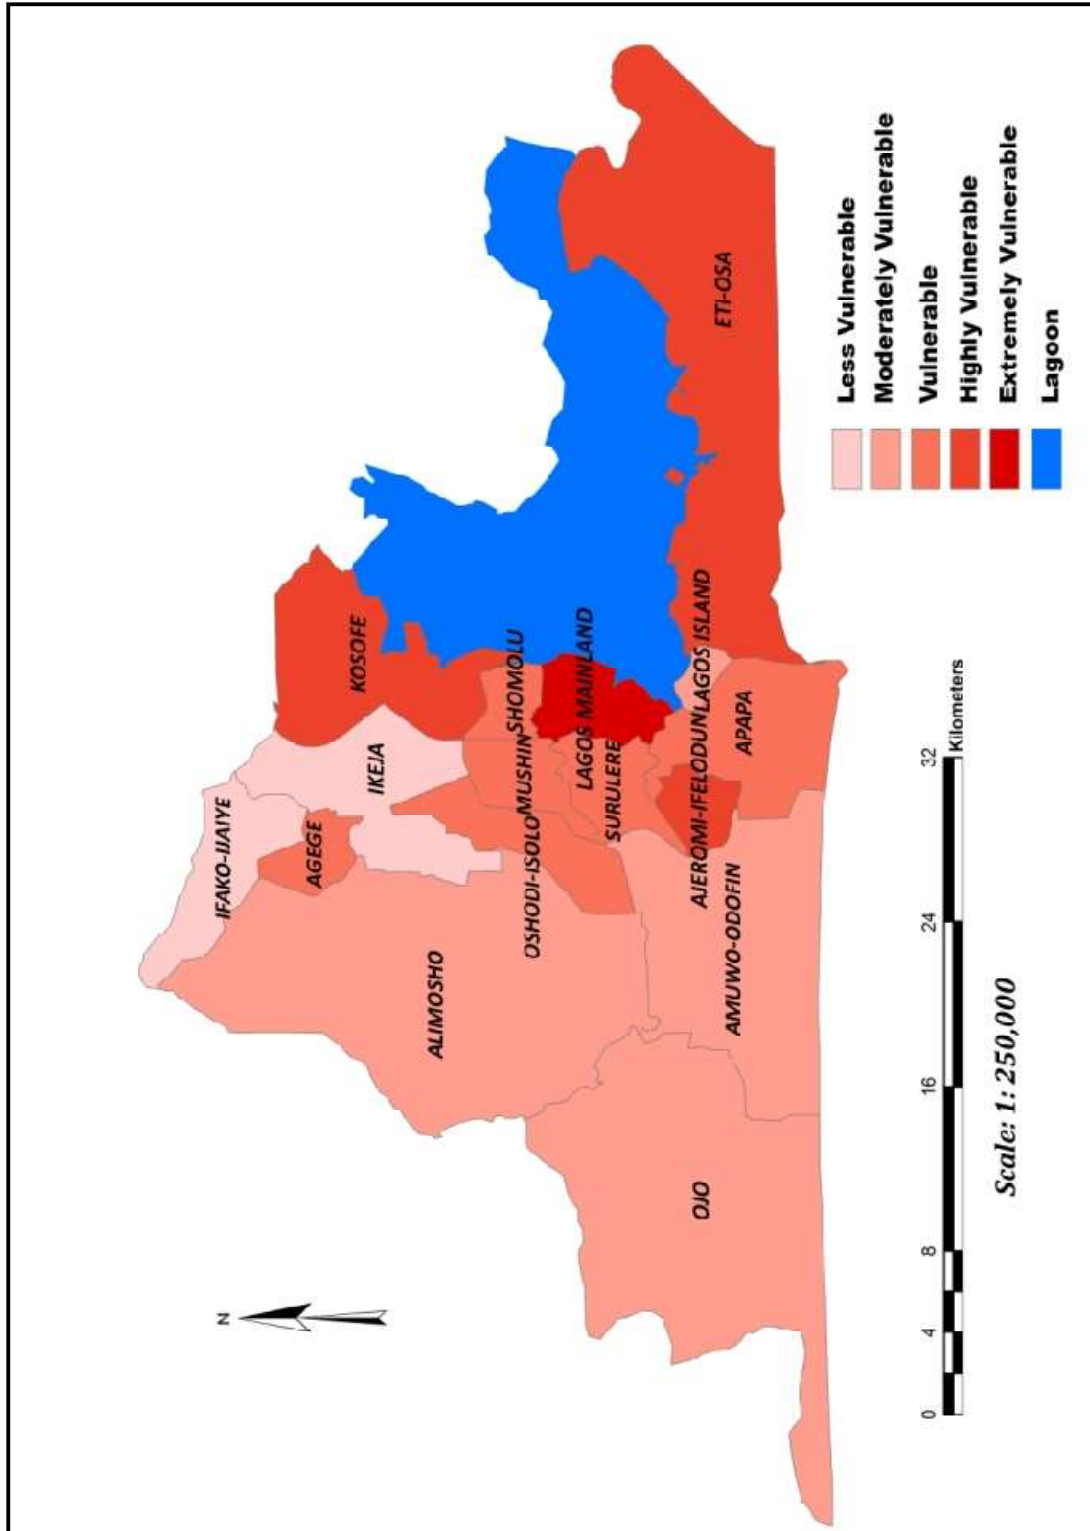 N
IFAKO-IJAIYE
AGEGE
IKEJA
KOSOFE
ALIMOSHO
OSHODI-ISOLO
MUSHIN
SHOMOLU
LAGOS MAINLAND
SURULERE
OJO
AMUWO-ODOFIN
AJEROMI-IFELODUN
LAGOS ISLAND
APAPA
ETI-OSA
Less Vulnerable
Moderately Vulnerable
Vulnerable
Highly Vulnerable
Extremely Vulnerable
Lagoon
0 4 8 16 24 32
Kilometers
Scale: 1: 250,000